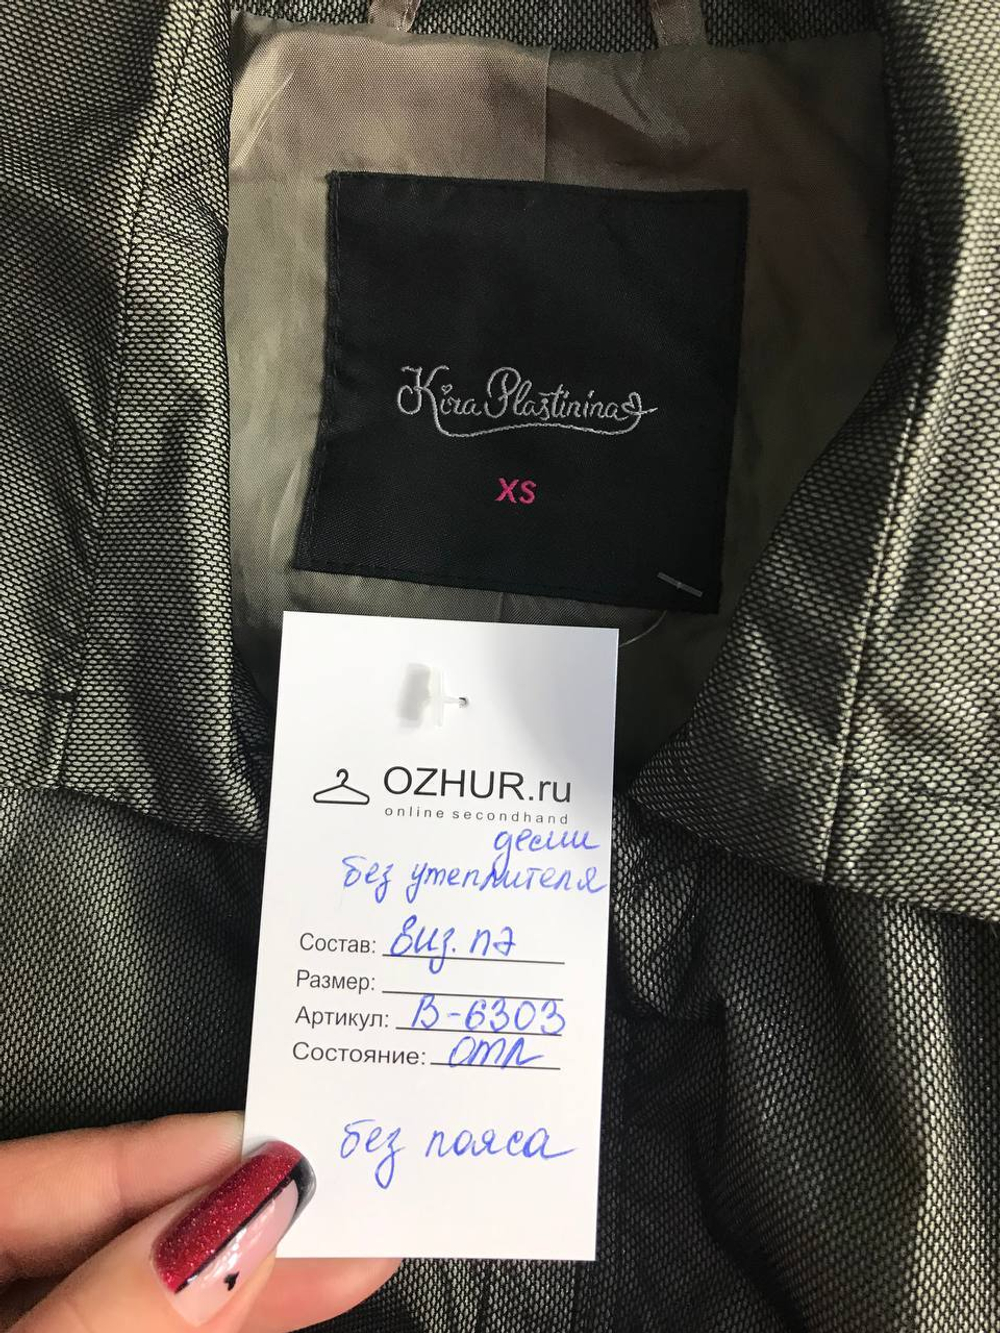 Kira Plastinina
XS
OZHUR.ru
online secondhand
деми
без утеплителя
Состав: виз. пэ
Размер:
Артикул: В-6303
Состояние: отл
без пояса